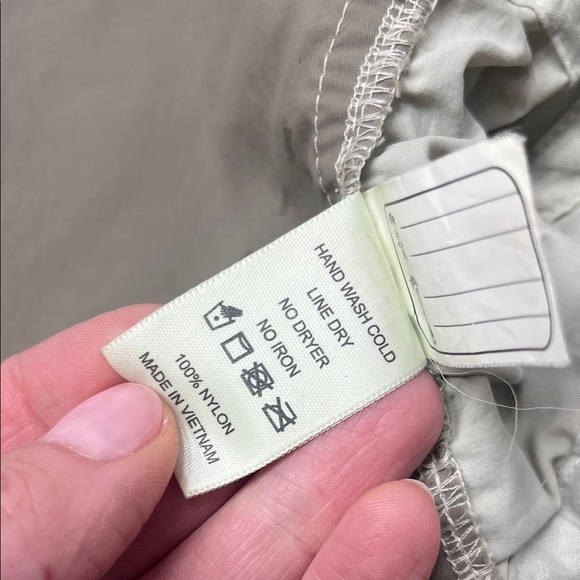 HAND WASH COLD
LINE DRY
NO DRYER
NO IRON
100% NYLON
MADE IN VIETNAM